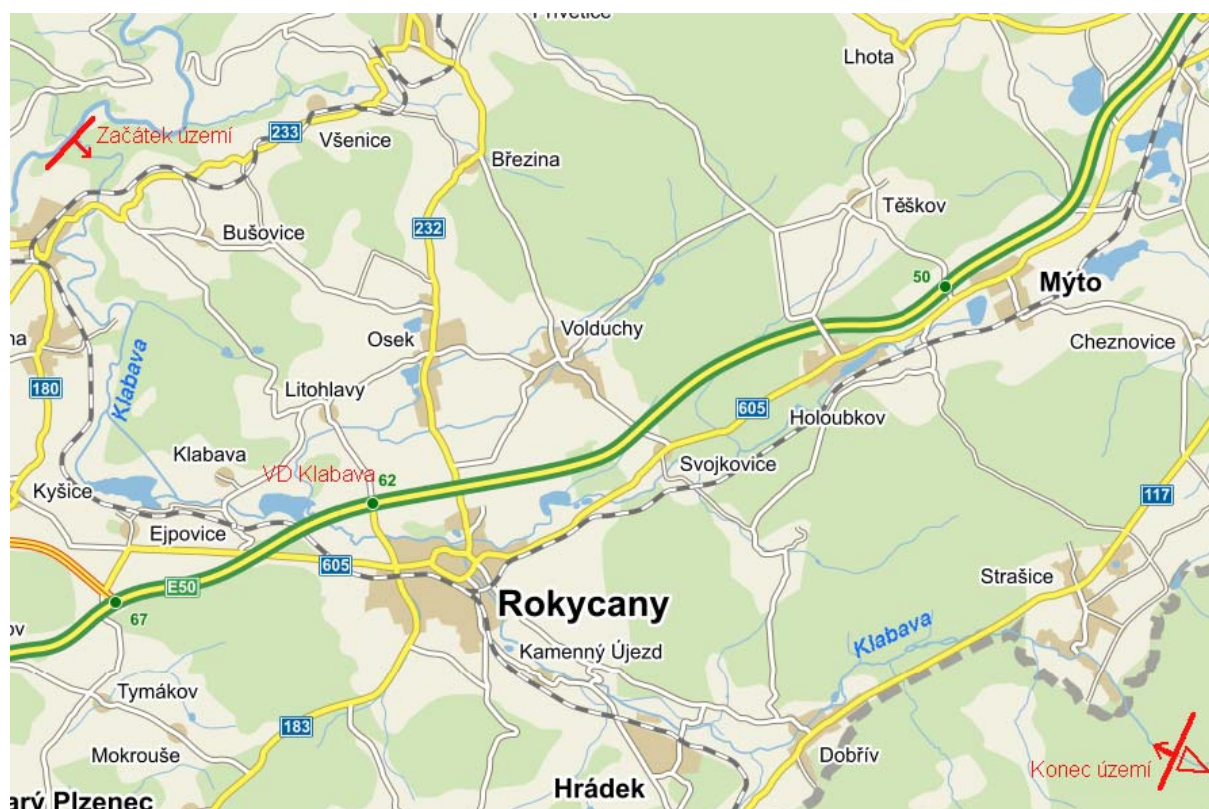 Lhota
Začátek území
233
Všenice
Březina
Těškov
Bušovice
232
50
Mýto
Osek
Volduchy
Cheznovice
180
Klabava
Litohlavy
605
Holoubkov
Klabava
VD Klabava
62
Svojkovice
Kyšice
117
Ejpovice
605
E50
Strašice
67
Rokycany
Klabava
Kamenný Újezd
Tymákov
183
Mokrouše
Dobřív
Konec území
Hrádek
arý Plzenec